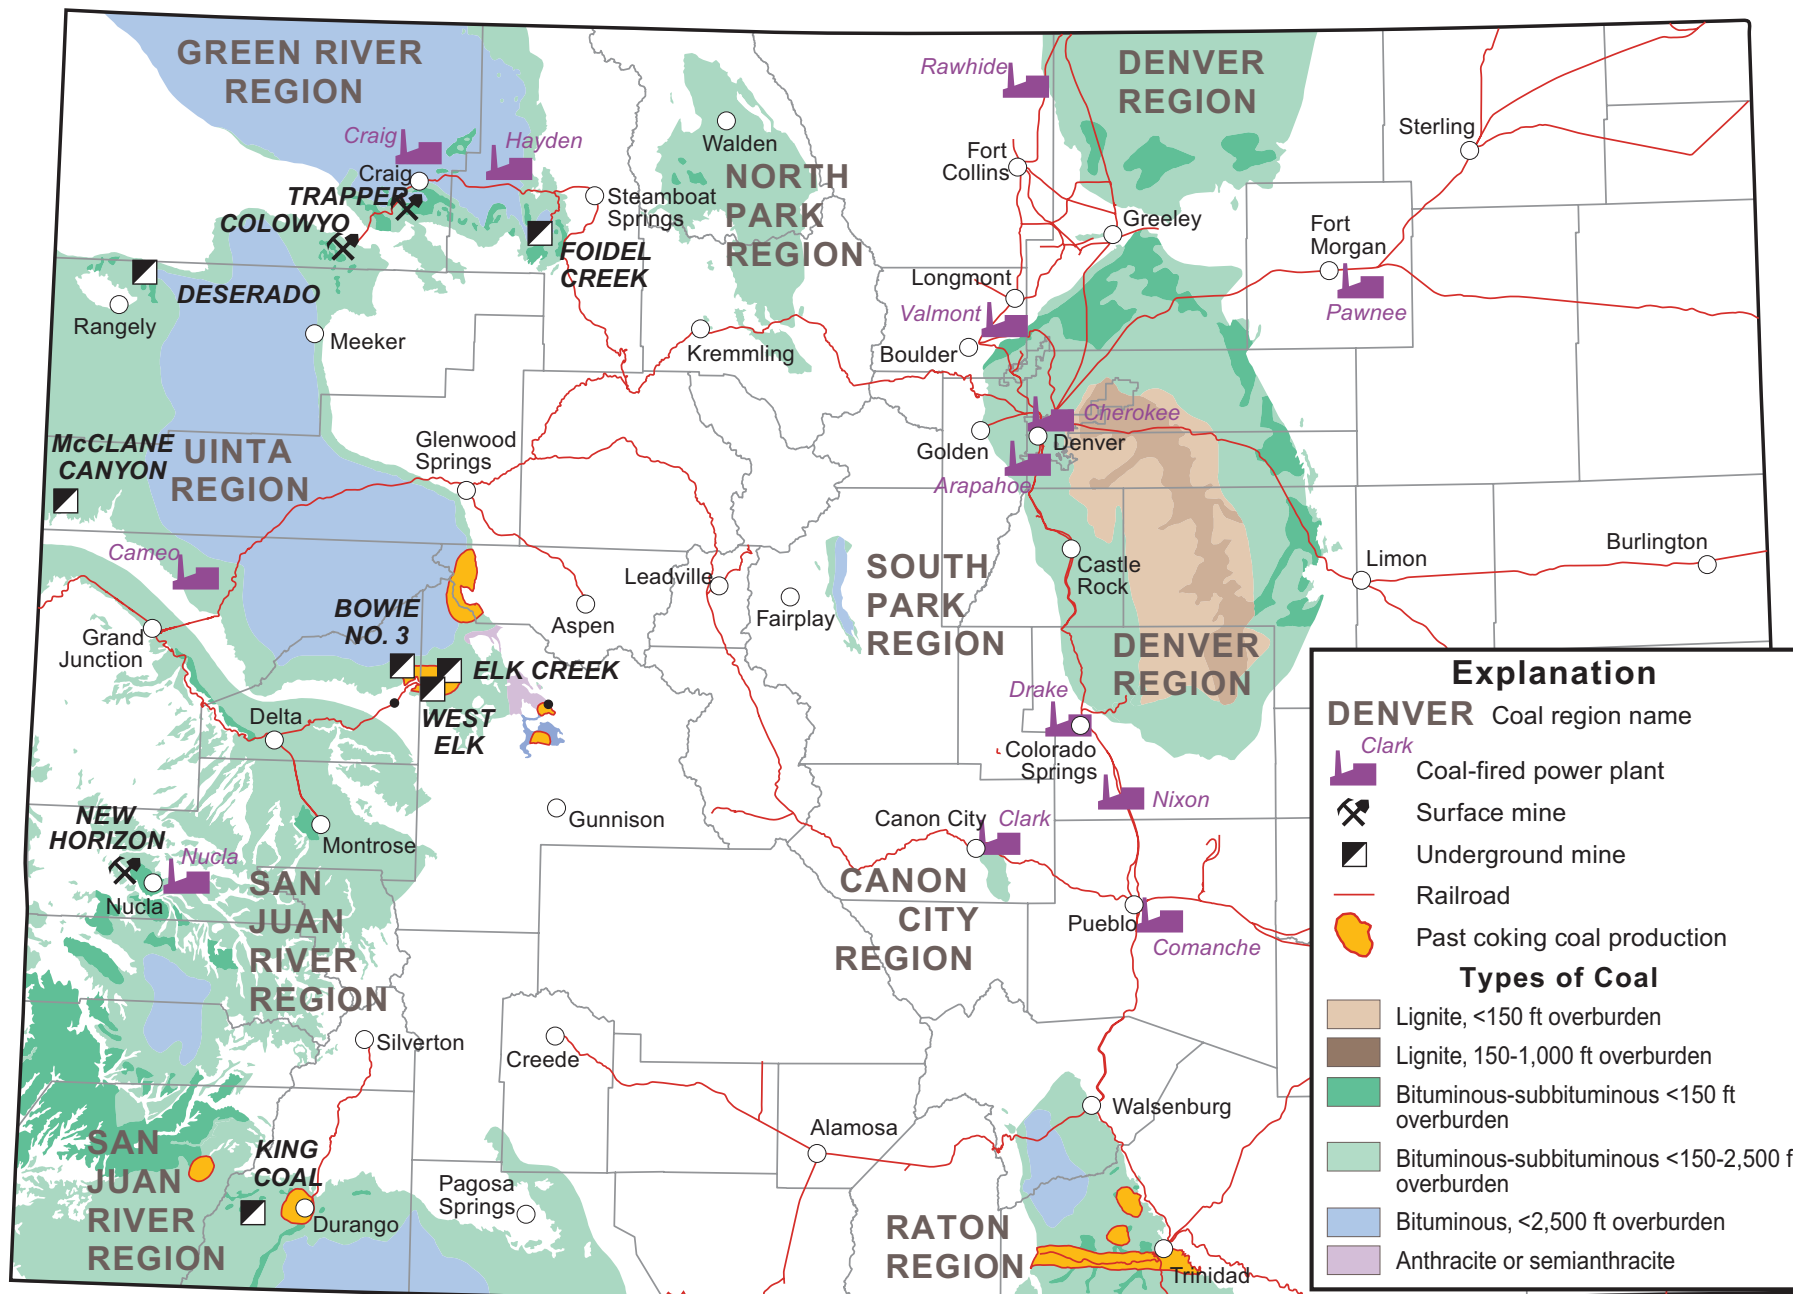 GREEN RIVER
REGION
DENVER
REGION
Rawhide
Craig
Hayden
Walden
Sterling
Fort
Collins
Craig
TRAPPER
COLOWYO
NORTH
PARK
REGION
Steamboat
Springs
Greeley
Fort
Morgan
FOIDEL
CREEK
DESERADO
Rangely
Longmont
Valmont
Pawnee
Meeker
Kremmling
Boulder
Cherokee
Denver
Golden
Arapahoe
McCLANE
CANYON
UINTA
REGION
Glenwood
Springs
Cameo
Leadville
SOUTH
PARK
REGION
Castle
Rock
Limon
Burlington
Fairplay
Aspen
BOWIE
NO. 3
Grand
Junction
ELK CREEK
DENVER
REGION
WEST
ELK
Delta
Drake
Colorado
Springs
Nixon
Gunnison
Canon City
Clark
NEW
HORIZON
Montrose
Nucla
Nucla
SAN
JUAN
RIVER
REGION
CANON
CITY
REGION
Pueblo
Comanche
Silverton
Creede
Walsenburg
Alamosa
SAN
JUAN
RIVER
REGION
KING
COAL
Durango
Pagosa
Springs
RATON
REGION
Trinidad
Explanation
DENVER Coal region name
Clark
Coal-fired power plant
Surface mine
Underground mine
Railroad
Past coking coal production
Types of Coal
Lignite, <150 ft overburden
Lignite, 150-1,000 ft overburden
Bituminous-subbituminous <150 ft
overburden
Bituminous-subbituminous <150-2,500 f
overburden
Bituminous, <2,500 ft overburden
Anthracite or semianthracite